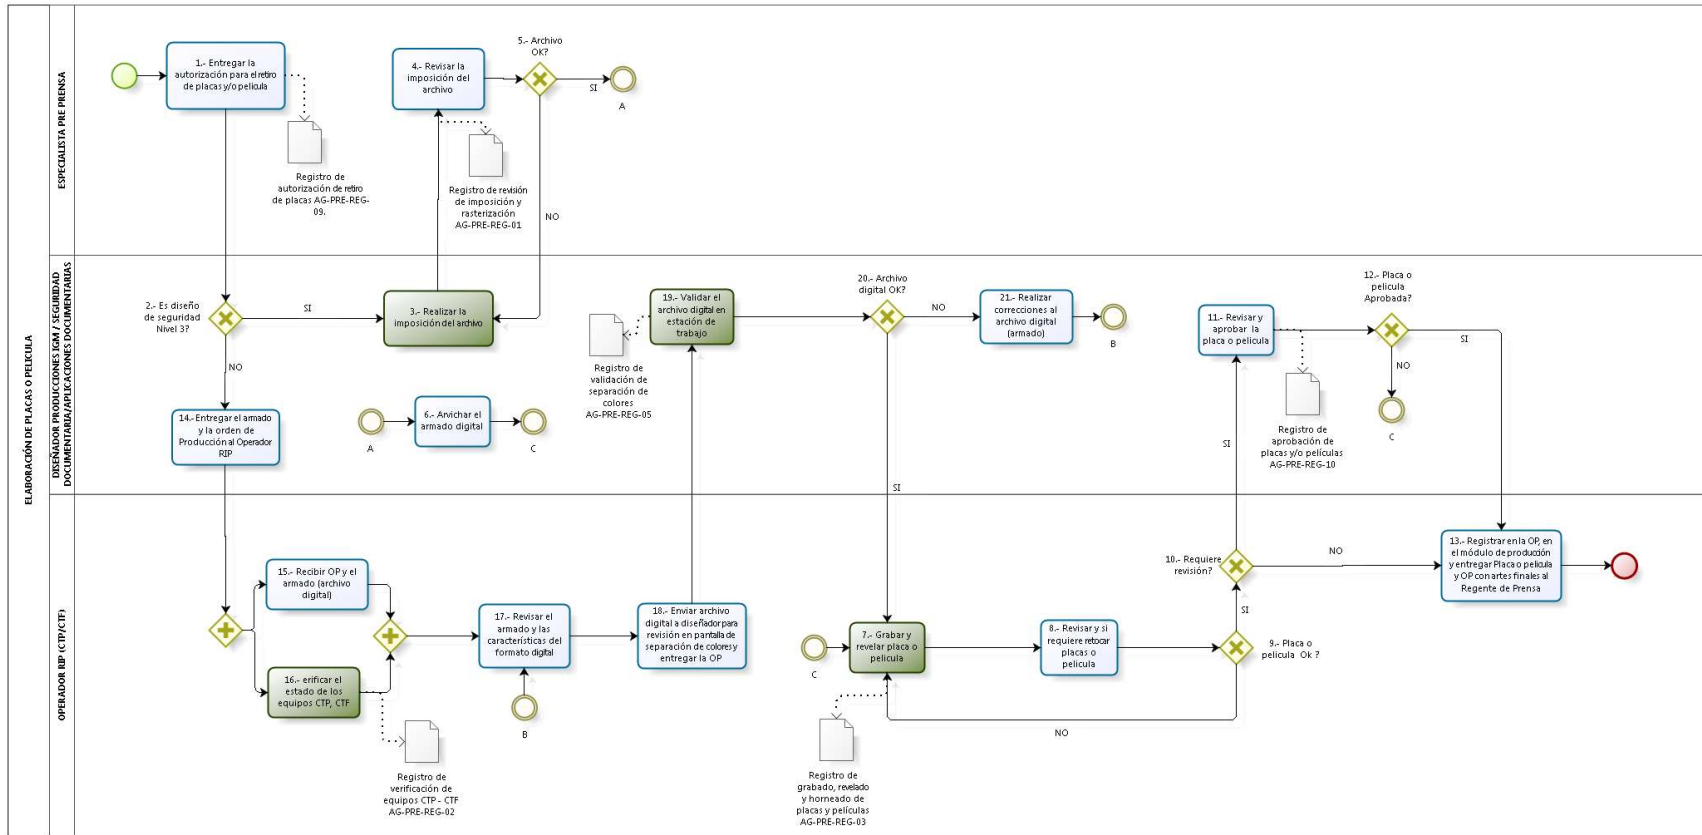 ELABORACIÓN DE PLACAS O PELICULA
ESPECIALISTA PRE PRENSA
1.- Entregar la
autorización para el retiro
de placas y/o pelicula
Registro de
autorización de retiro
de placas AG-PRE-REG-
09.
4.- Revisar la
imposición del
archivo
Registro de revisión
de imposición y
rasterización
AG-PRE-REG-01
5.- Archivo
OK?
SI
A
NO
DISEÑADOR PRODUCCIONES IGM / SEGURIDAD
DOCUMENTARIA/APLICACIONES DOCUMENTARIAS
2.- Es diseño
de seguridad
Nivel 3?
SI
NO
3.- Realizar la
imposición del archivo
14.- Entregar el armado
y la orden de
Producción al Operador
RIP
A
6.- Arvichar el
armado digital
C
19.- Validar el
archivo digital en
estación de
trabajo
Registro de
validación de
separación de
colores
AG-PRE-REG-05
20.- Archivo
digital OK?
NO
SI
21.- Realizar
correcciones al
archivo digital
(armado)
B
11.- Revisar y
aprobar la
placa o pelicula
Registro de
aprobación de
placas y/o películas
AG-PRE-REG-10
12.- Placa o
pelicula
Aprobada?
SI
NO
C
SI
OPERADOR RIP (CTP/CTF)
15.- Recibir OP y el
armado (archivo
digital)
16.- erificar el
estado de los
equipos CTP, CTF
Registro de
verificación de
equipos CTP - CTF
AG-PRE-REG-02
17.- Revisar el
armado y las
características del
formato digital
B
18.- Enviar archivo
digital a diseñador para
revisión en pantalla de
separación de colores y
entregar la OP
C
7.- Grabar y
revelar placa o
pelicula
Registro de
grabado, revelado
y horneado de
placas y películas
AG-PRE-REG-03
8.- Revisar y si
requiere retocar
placas o
pelicula
9.- Placa o
pelicula Ok ?
SI
NO
10.- Requiere
revisión?
NO
13.- Registrar en la OP, en
el módulo de producción
y entregar Placa o pelicula
y OP con artes finales al
Regente de Prensa